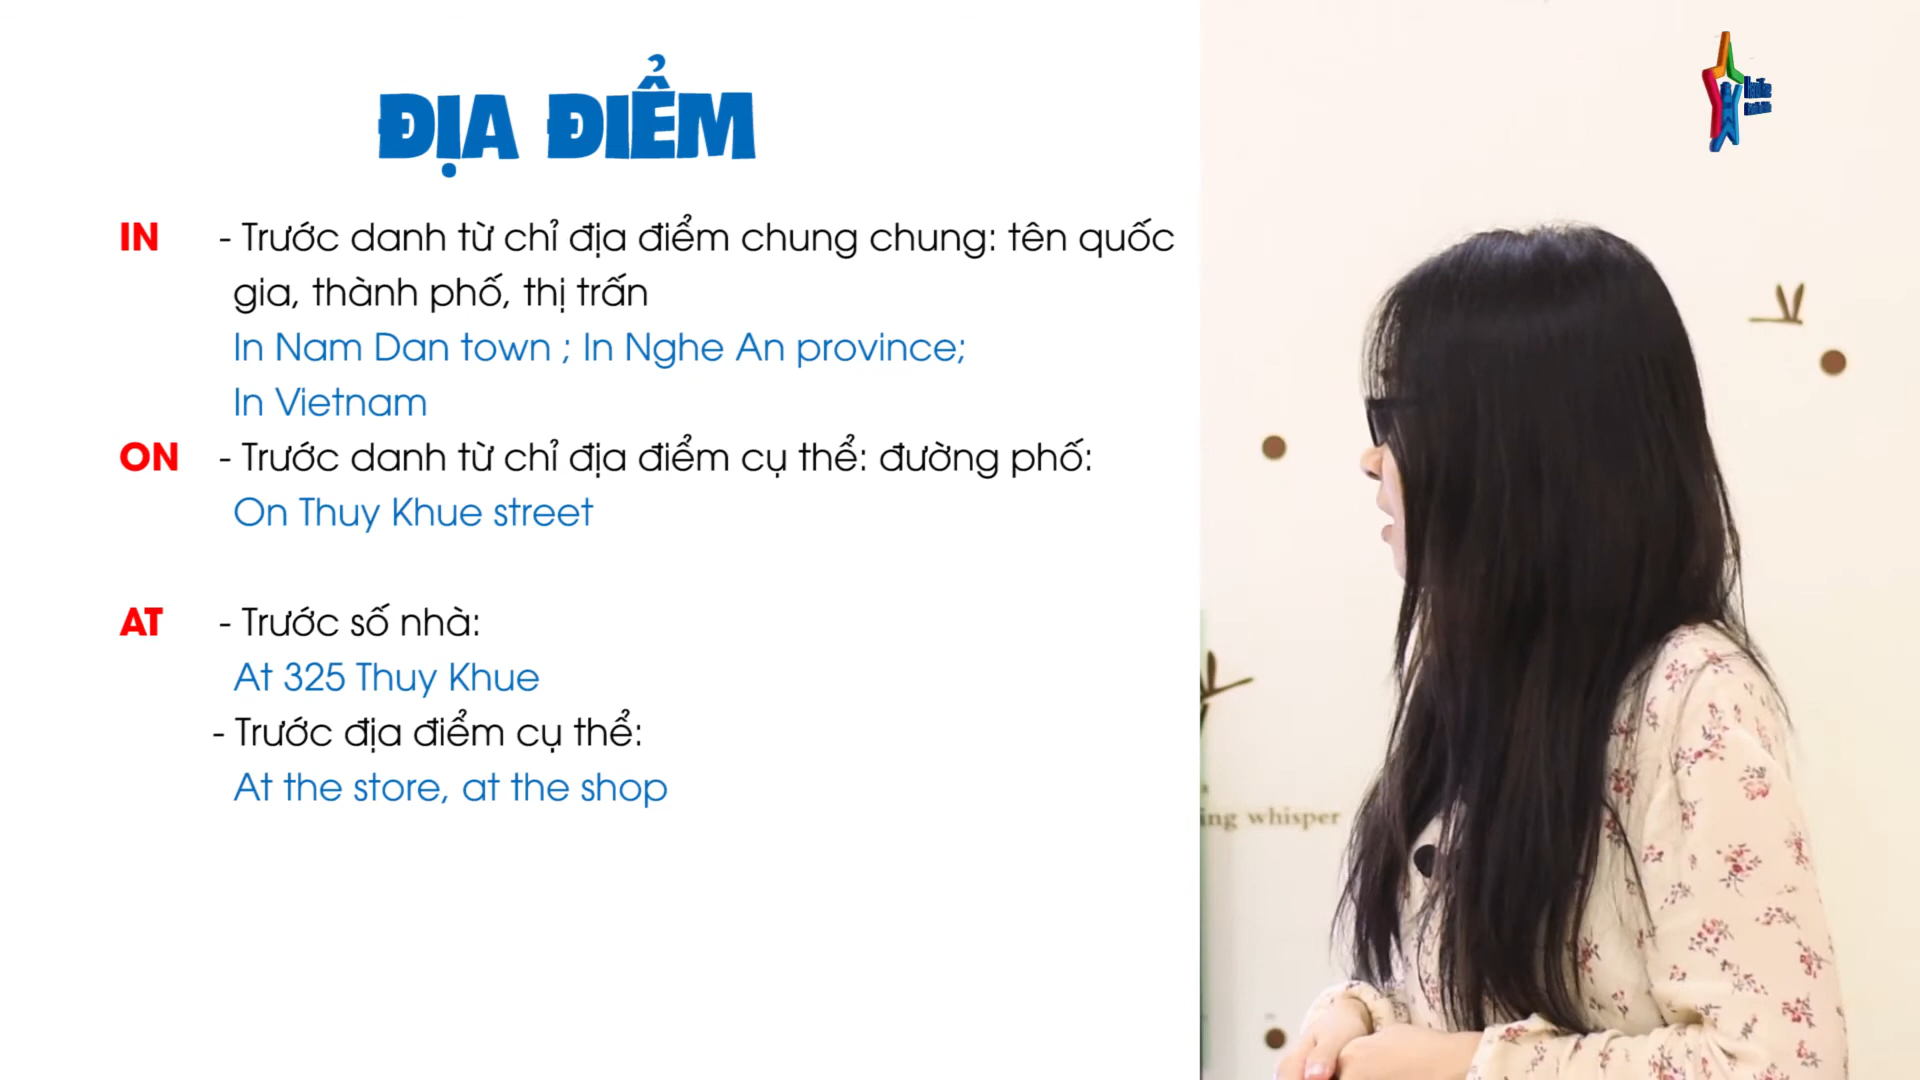 ĐỊA ĐIỂM
IN - Trước danh từ chỉ địa điểm chung chung: tên quốc
gia, thành phố, thị trấn
In Nam Dan town ; In Nghe An province;
In Vietnam
ON - Trước danh từ chỉ địa điểm cụ thể: đường phố:
On Thuy Khue street
AT - Trước số nhà:
At 325 Thuy Khue
- Trước địa điểm cụ thể:
At the store, at the shop
whisper